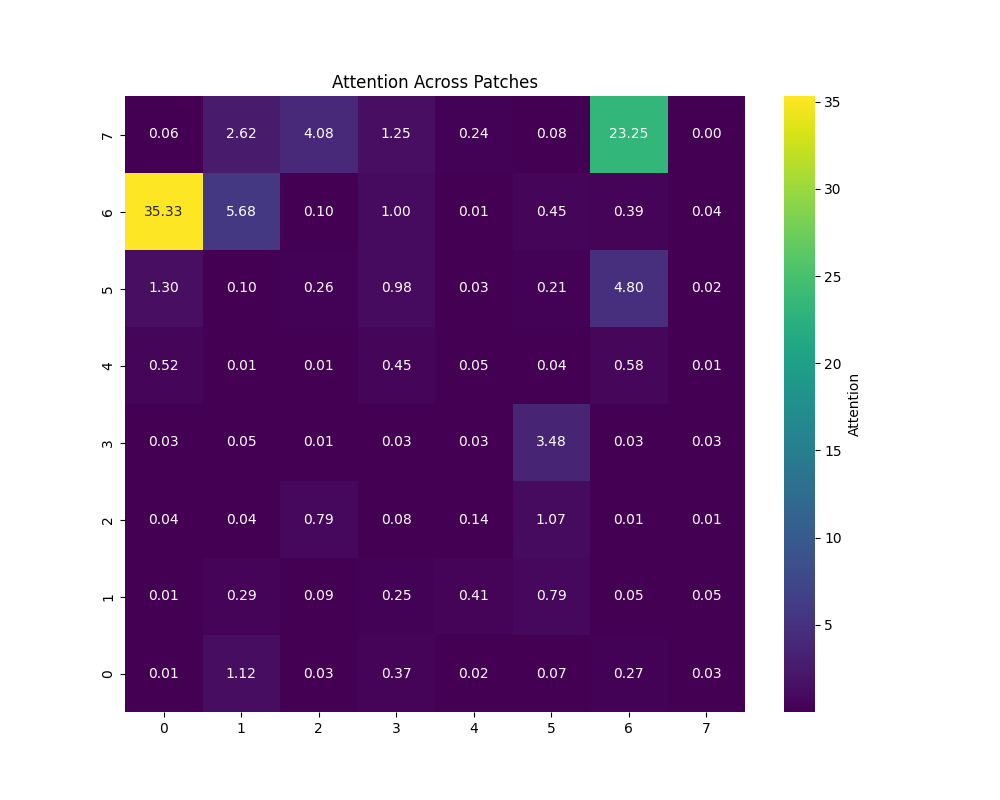 Attention Across Patches
7 0.06 2.62 4.08 1.25 0.24 0.08 23.25 0.00
6 35.33 5.68 0.10 1.00 0.01 0.45 0.39 0.04
5 1.30 0.10 0.26 0.98 0.03 0.21 4.80 0.02
4 0.52 0.01 0.01 0.45 0.05 0.04 0.58 0.01
3 0.03 0.05 0.01 0.03 0.03 3.48 0.03 0.03
2 0.04 0.04 0.79 0.08 0.14 1.07 0.01 0.01
1 0.01 0.29 0.09 0.25 0.41 0.79 0.05 0.05
0 0.01 1.12 0.03 0.37 0.02 0.07 0.27 0.03
0 1 2 3 4 5 6 7
35
30
25
20
15
10
5
Attention